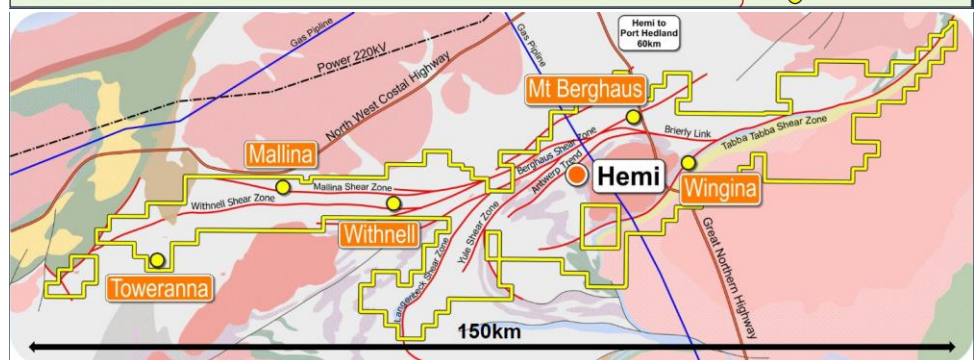 Gas Pipline
Power 220kV
North West Costal Highway
Gas Pipline
Hemi to
Port Hedland
60km
Mt Berghaus
Mallina
Berghaus Shear Zone
Brierly Link
Tabba Tabba Shear Zone
Antwerp Trend
Hemi
Wingina
Mallina Shear Zone
Withnell Shear Zone
Withnell
Yule Shear Zone
Langenbeck Shear Zone
Great Northern Highway
Toweranna
150km